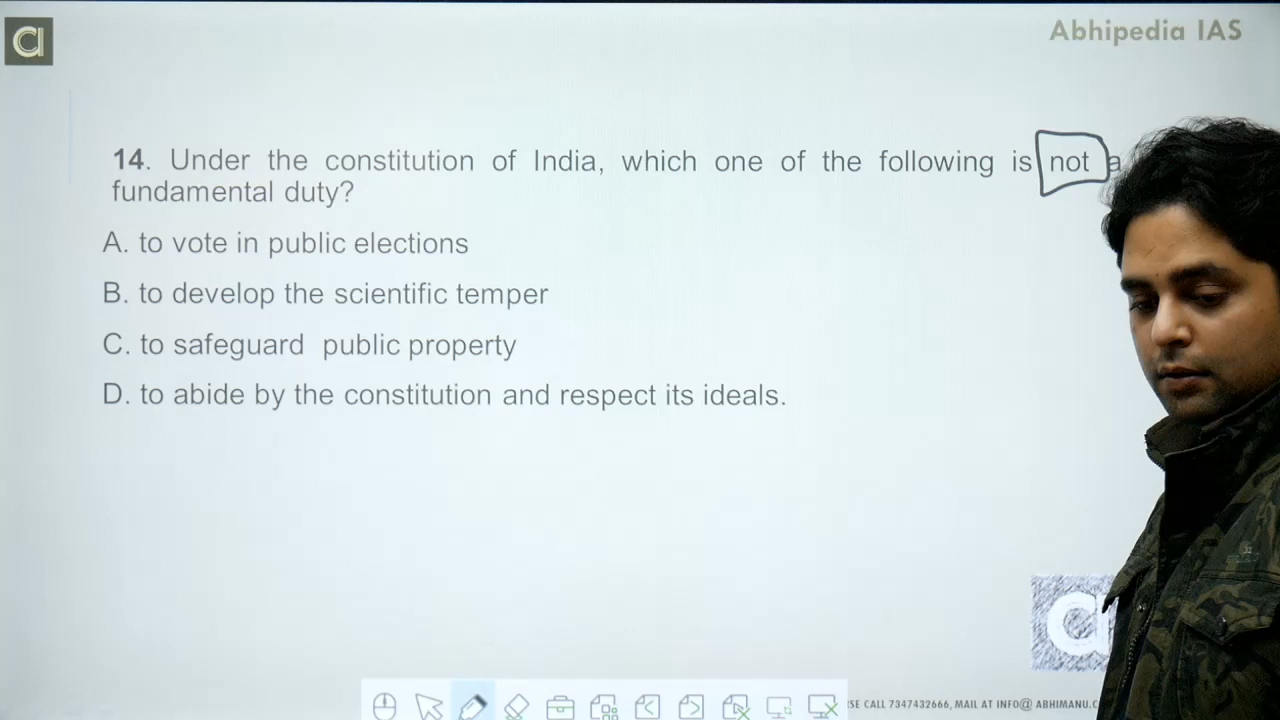 Abhipedia IAS
14. Under the constitution of India, which one of the following is not a
fundamental duty?
A. to vote in public elections
B. to develop the scientific temper
C. to safeguard public property
D. to abide by the constitution and respect its ideals.
CALL 7347432666, MAIL AT INFO@